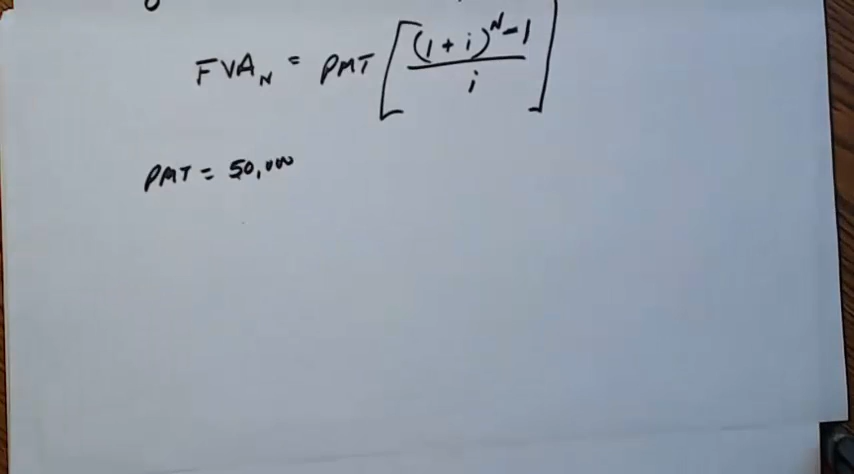 FVA_N = PMT [ ((1 + i)^N - 1) / i ]
PMT = 50,000